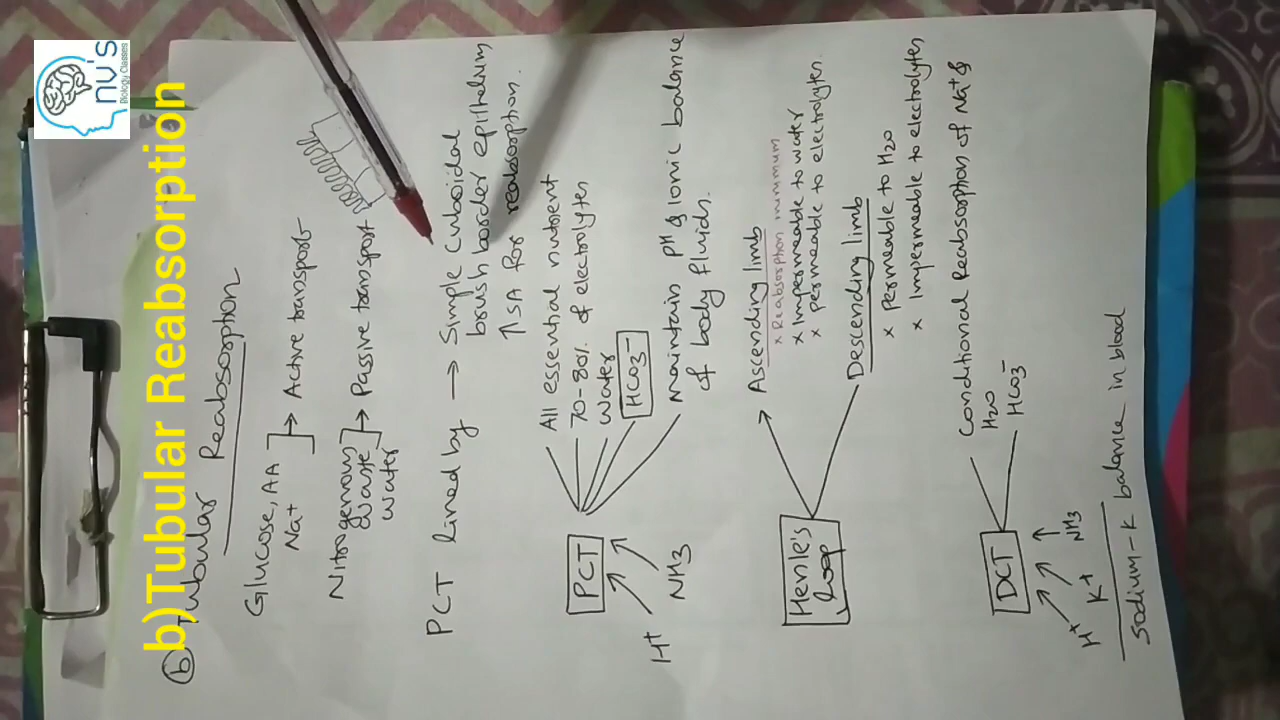 nv's
Biology Classes
b)Tubular Reabsorption
b Tubular Reabsorption
Glucose, AA
Na+
→ Active transport
Nitrogenous
waste
water
→ Passive transport
PCT lined by → Simple cuboidal
brush border epithelium
↑ SA for reabsorption.
PCT
All essential nutrient
70-80% of electrolytes
water
HCO3-
maintain pH & ionic balance
of body fluids.
H+
NH3
Henle's
Loop
Ascending limb
x Reabsorption minimum
x Impermeable to water
x permeable to electrolytes.
Descending limb
x permeable to H2O
x Impermeable to electrolytes
DCT
conditional Reabsorption of Na+ &
H2O
HCO3-
H+
K+
NH3
Sodium-K balance in blood